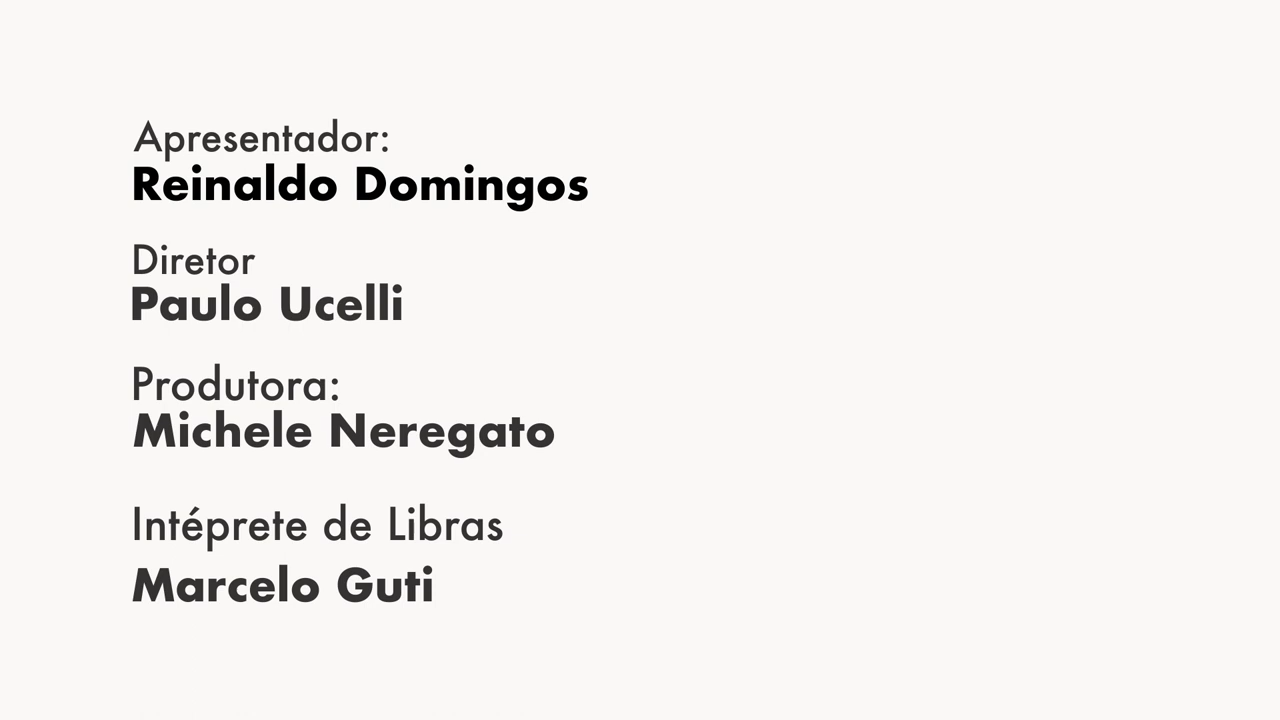 Apresentador:
Reinaldo Domingos
Diretor
Paulo Ucelli
Produtora:
Michele Neregato
Intéprete de Libras
Marcelo Guti